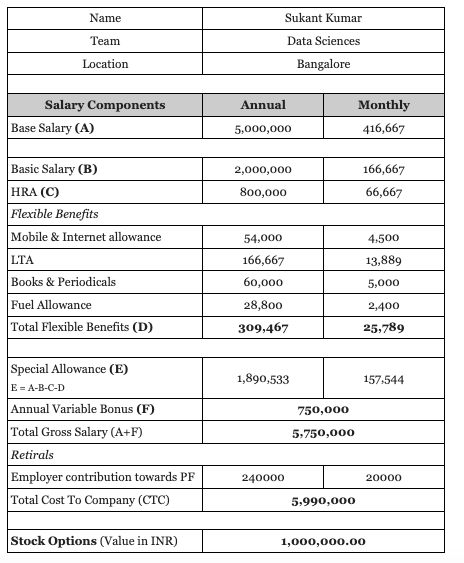 Name Sukant Kumar
Team Data Sciences
Location Bangalore
Salary Components Annual Monthly
Base Salary (A) 5,000,000 416,667
Basic Salary (B) 2,000,000 166,667
HRA (C) 800,000 66,667
Flexible Benefits
Mobile & Internet allowance 54,000 4,500
LTA 166,667 13,889
Books & Periodicals 60,000 5,000
Fuel Allowance 28,800 2,400
Total Flexible Benefits (D) 309,467 25,789
Special Allowance (E) 1,890,533 157,544
E = A-B-C-D
Annual Variable Bonus (F) 750,000
Total Gross Salary (A+F) 5,750,000
Retirals
Employer contribution towards PF 240000 20000
Total Cost To Company (CTC) 5,990,000
Stock Options (Value in INR) 1,000,000.00